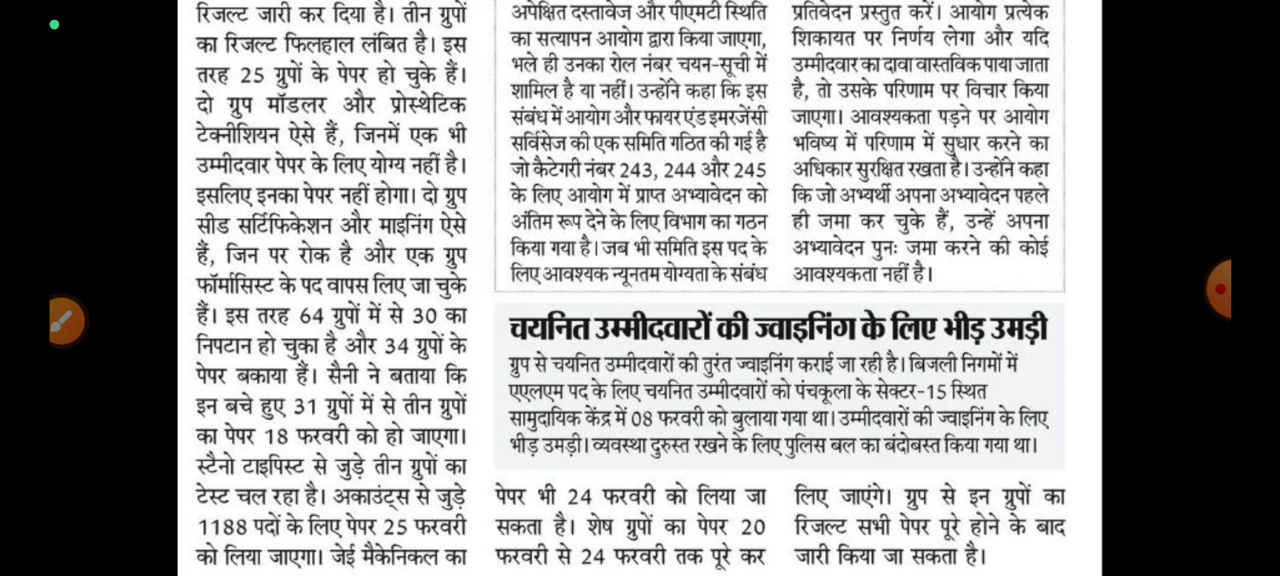 रिजल्ट जारी कर दिया है। तीन ग्रुपों
का रिजल्ट फिलहाल लंबित है। इस
तरह 25 ग्रुपों के पेपर हो चुके हैं।
दो ग्रुप मॉडलर और प्रोस्थेटिक
टेक्नीशियन ऐसे हैं, जिनमें एक भी
उम्मीदवार पेपर के लिए योग्य नहीं है।
इसलिए इनका पेपर नहीं होगा। दो ग्रुप
सीड सर्टिफिकेशन और माइनिंग ऐसे
हैं, जिन पर रोक है और एक ग्रुप
फॉर्मासिस्ट के पद वापस लिए जा चुके
हैं। इस तरह 64 ग्रुपों में से 30 का
निपटान हो चुका है और 34 ग्रुपों के
पेपर बकाया हैं। सैनी ने बताया कि
इन बचे हुए 31 ग्रुपों में से तीन ग्रुपों
का पेपर 18 फरवरी को हो जाएगा।
स्टैनो टाइपिस्ट से जुड़े तीन ग्रुपों का
टेस्ट चल रहा है। अकाउंट्स से जुड़े
1188 पदों के लिए पेपर 25 फरवरी
को लिया जाएगा। जेई मैकेनिकल का
अपेक्षित दस्तावेज और पीएमटी स्थिति
का सत्यापन आयोग द्वारा किया जाएगा,
भले ही उनका रोल नंबर चयन-सूची में
शामिल है या नहीं। उन्होंने कहा कि इस
संबंध में आयोग और फायर एंड इमरजेंसी
सर्विसेज की एक समिति गठित की गई है
जो कैटेगरी नंबर 243, 244 और 245
के लिए आयोग में प्राप्त अभ्यावेदन को
अंतिम रूप देने के लिए विभाग का गठन
किया गया है। जब भी समिति इस पद के
लिए आवश्यक न्यूनतम योग्यता के संबंध
प्रतिवेदन प्रस्तुत करें। आयोग प्रत्येक
शिकायत पर निर्णय लेगा और यदि
उम्मीदवार का दावा वास्तविक पाया जाता
है, तो उसके परिणाम पर विचार किया
जाएगा। आवश्यकता पड़ने पर आयोग
भविष्य में परिणाम में सुधार करने का
अधिकार सुरक्षित रखता है। उन्होंने कहा
कि जो अभ्यर्थी अपना अभ्यावेदन पहले
ही जमा कर चुके हैं, उन्हें अपना
अभ्यावेदन पुनः जमा करने की कोई
आवश्यकता नहीं है।
चयनित उम्मीदवारों की ज्वाइनिंग के लिए भीड़ उमड़ी
ग्रुप से चयनित उम्मीदवारों की तुरंत ज्वाइनिंग कराई जा रही है। बिजली निगमों में
एएलएम पद के लिए चयनित उम्मीदवारों को पंचकूला के सेक्टर-15 स्थित
सामुदायिक केंद्र में 08 फरवरी को बुलाया गया था। उम्मीदवारों की ज्वाइनिंग के लिए
भीड़ उमड़ी। व्यवस्था दुरुस्त रखने के लिए पुलिस बल का बंदोबस्त किया गया था।
पेपर भी 24 फरवरी को लिया जा
सकता है। शेष ग्रुपों का पेपर 20
फरवरी से 24 फरवरी तक पूरे कर
लिए जाएंगे। ग्रुप से इन ग्रुपों का
रिजल्ट सभी पेपर पूरे होने के बाद
जारी किया जा सकता है।